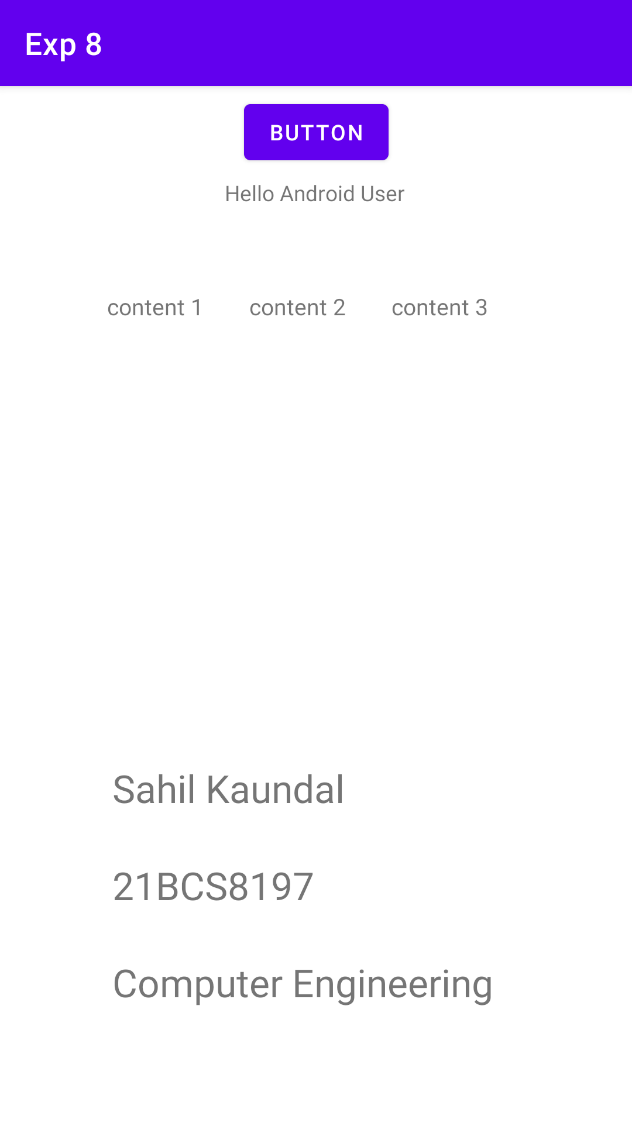 Exp 8
BUTTON
Hello Android User
content 1 content 2 content 3
Sahil Kaundal
21BCS8197
Computer Engineering